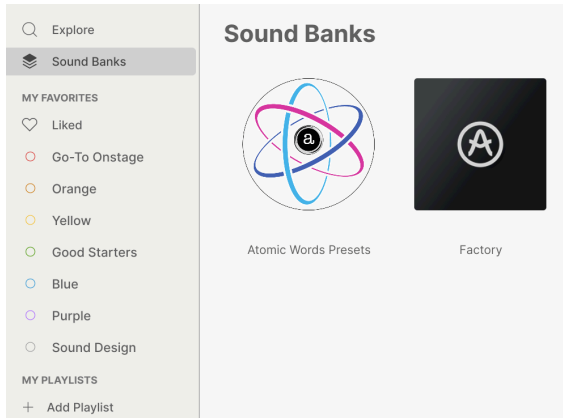 Explore
Sound Banks
MY FAVORITES
Liked
Go-To Onstage
Orange
Yellow
Good Starters
Blue
Purple
Sound Design
MY PLAYLISTS
Add Playlist
Sound Banks
a
Atomic Words Presets
Factory